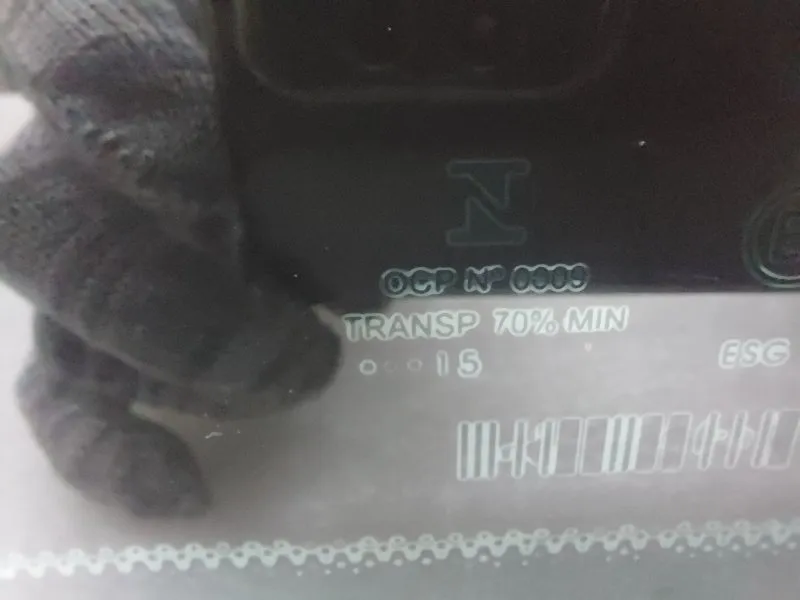 OCP Nº 0009
TRANSP 70% MIN
15
ESG